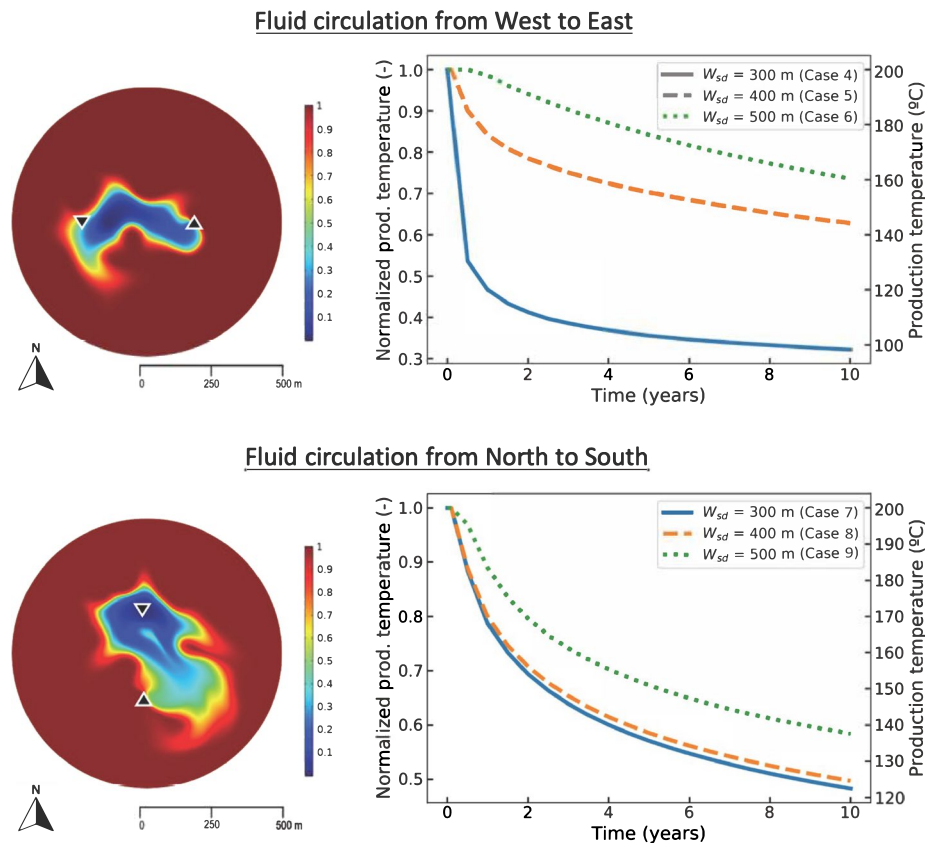 Fluid circulation from West to East
1
0.9
0.8
0.7
0.6
0.5
0.4
0.3
0.2
0.1
N
0 250 500 m
Normalized prod. temperature (-)
1.0
0.9
0.8
0.7
0.6
0.5
0.4
0.3
W_sd = 300 m (Case 4)
W_sd = 400 m (Case 5)
W_sd = 500 m (Case 6)
200
180
160
140
120
100
Production temperature (ºC)
0 2 4 6 8 10
Time (years)
Fluid circulation from North to South
1
0.9
0.8
0.7
0.6
0.5
0.4
0.3
0.2
0.1
N
0 250 500 m
Normalized prod. temperature (-)
1.0
0.9
0.8
0.7
0.6
0.5
W_sd = 300 m (Case 7)
W_sd = 400 m (Case 8)
W_sd = 500 m (Case 9)
200
190
180
170
160
150
140
130
120
Production temperature (ºC)
0 2 4 6 8 10
Time (years)